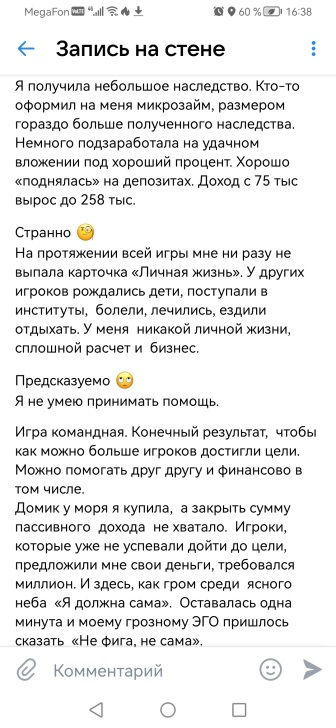 MegaFon 60 % 16:38
Запись на стене
Я получила небольшое наследство. Кто-то
оформил на меня микрозайм, размером
гораздо больше полученного наследства.
Немного подзаработала на удачном
вложении под хороший процент. Хорошо
«поднялась» на депозитах. Доход с 75 тыс
вырос до 258 тыс.
Странно 🧐
На протяжении всей игры мне ни разу не
выпала карточка «Личная жизнь». У других
игроков рождались дети, поступали в
институты, болели, лечились, ездили
отдыхать. У меня никакой личной жизни,
сплошной расчет и бизнес.
Предсказуемо 🙄
Я не умею принимать помощь.
Игра командная. Конечный результат, чтобы
как можно больше игроков достигли цели.
Можно помогать друг другу и финансово в
том числе.
Домик у моря я купила, а закрыть сумму
пассивного дохода не хватало. Игроки,
которые уже не успевали дойти до цели,
предложили мне свои деньги, требовался
миллион. И здесь, как гром среди ясного
неба «Я должна сама». Оставалась одна
минута и моему грозному ЭГО пришлось
сказать «Не фига, не сама».
Комментарий